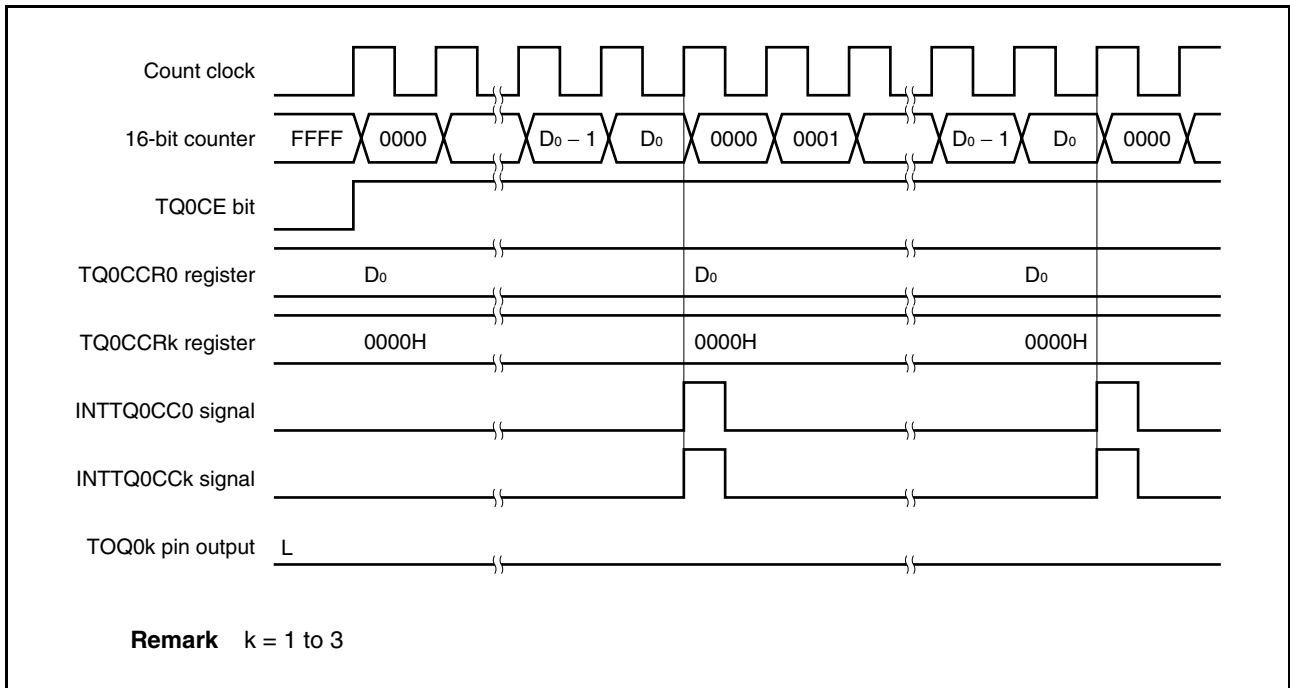 Count clock
16-bit counter FFFF 0000 D₀ − 1 D₀ 0000 0001 D₀ − 1 D₀ 0000
TQ0CE bit
TQ0CCR0 register D₀ D₀ D₀
TQ0CCRk register 0000H 0000H 0000H
INTTQ0CC0 signal
INTTQ0CCk signal
TOQ0k pin output L
Remark k = 1 to 3